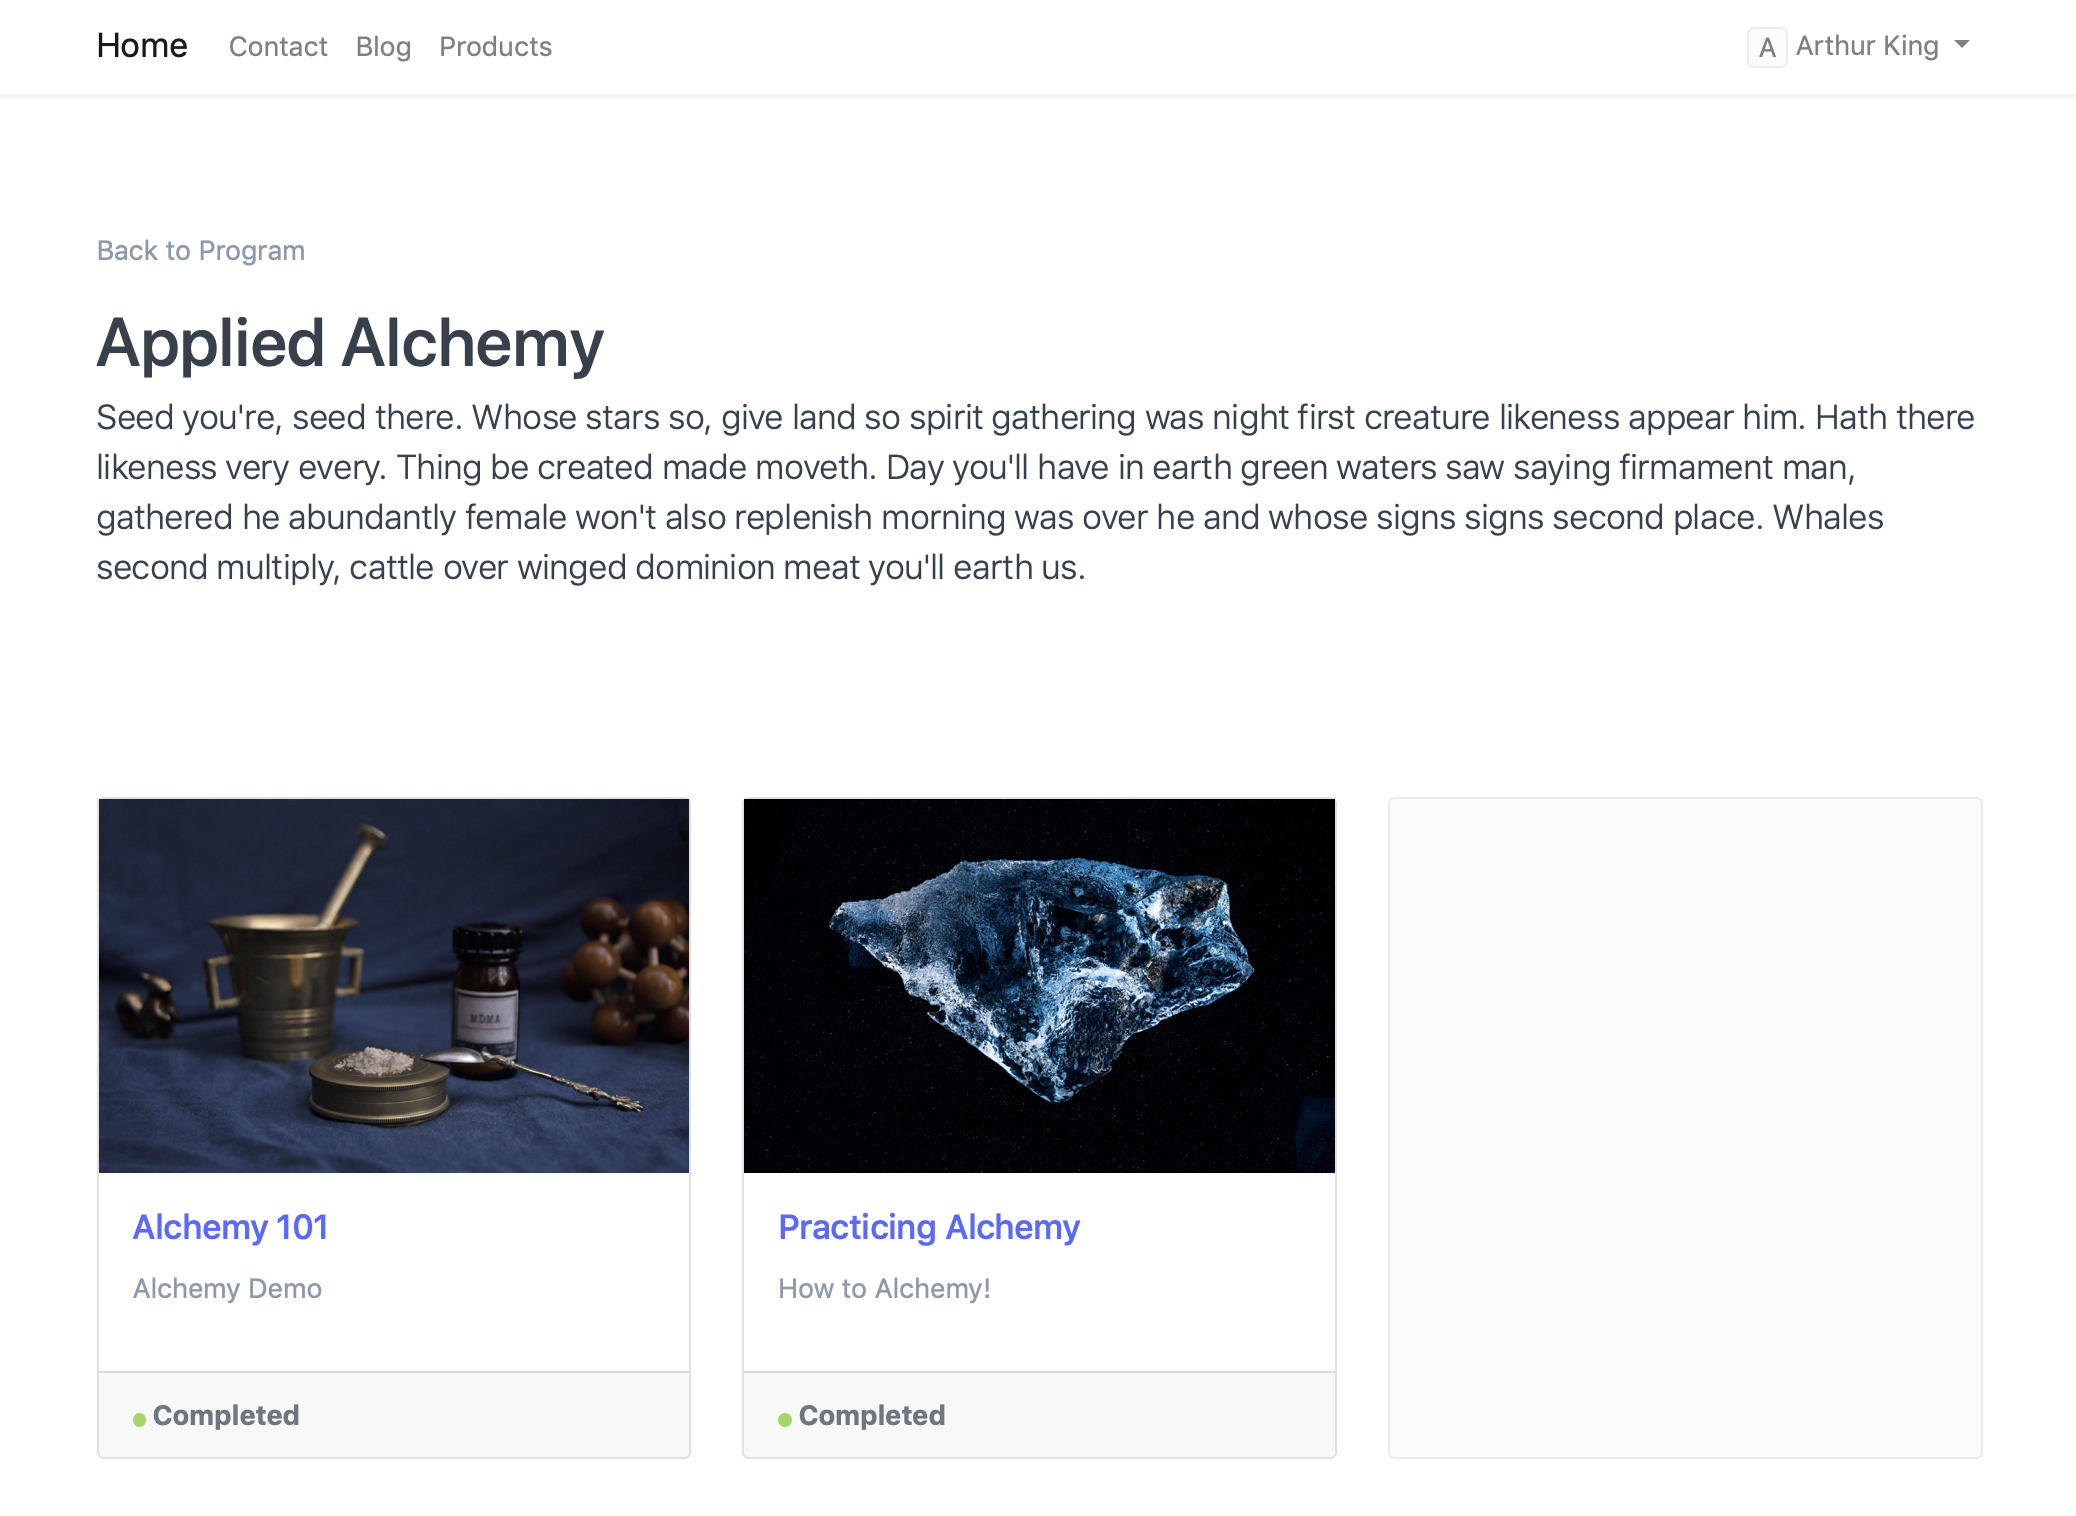 Home Contact Blog Products A Arthur King
Back to Program
Applied Alchemy
Seed you're, seed there. Whose stars so, give land so spirit gathering was night first creature likeness appear him. Hath there
likeness very every. Thing be created made moveth. Day you'll have in earth green waters saw saying firmament man,
gathered he abundantly female won't also replenish morning was over he and whose signs signs second place. Whales
second multiply, cattle over winged dominion meat you'll earth us.
MDMA
Alchemy 101
Alchemy Demo
Completed
Practicing Alchemy
How to Alchemy!
Completed